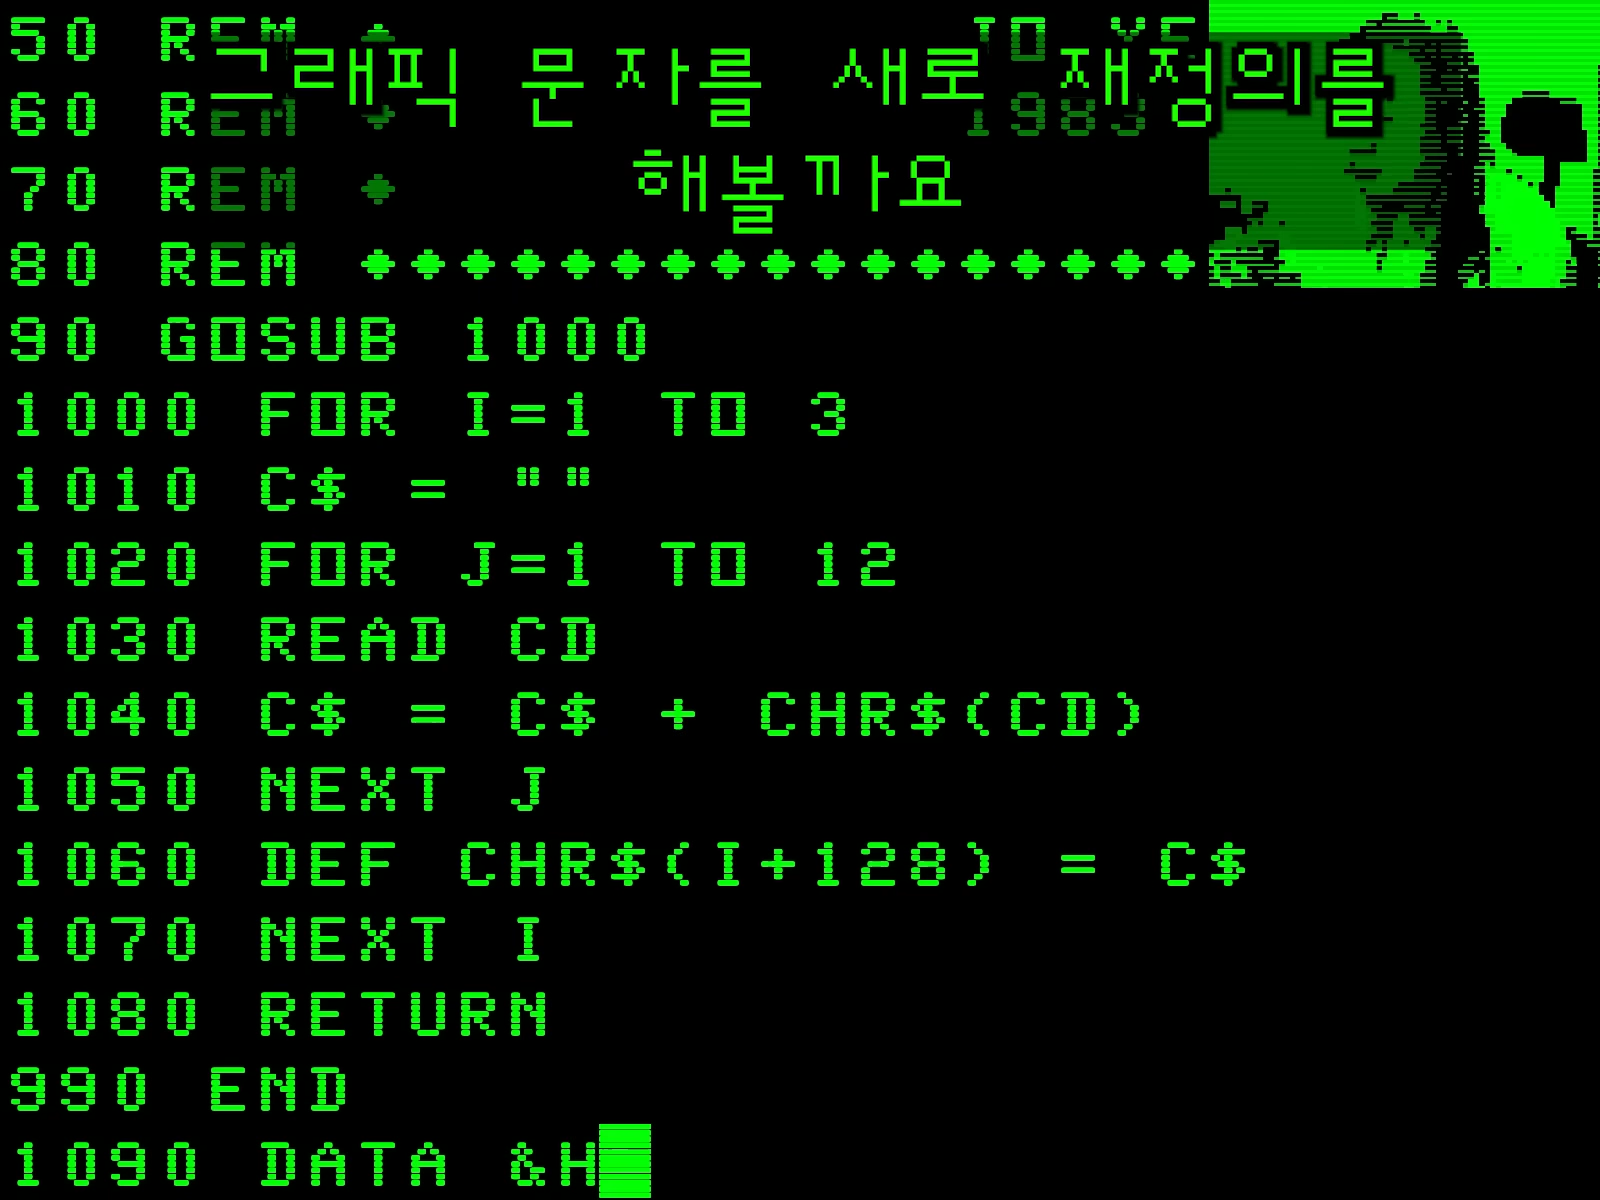 50 REM * TO YE
그래픽 문자를 새로 재정의를
60 REM * 1983
해볼까요
70 REM *
80 REM * * * * * * * * * * * * * * * * *
90 GOSUB 1000
1000 FOR I=1 TO 3
1010 C$ = ""
1020 FOR J=1 TO 12
1030 READ CD
1040 C$ = C$ + CHR$(CD)
1050 NEXT J
1060 DEF CHR$(I+128) = C$
1070 NEXT I
1080 RETURN
990 END
1090 DATA &H